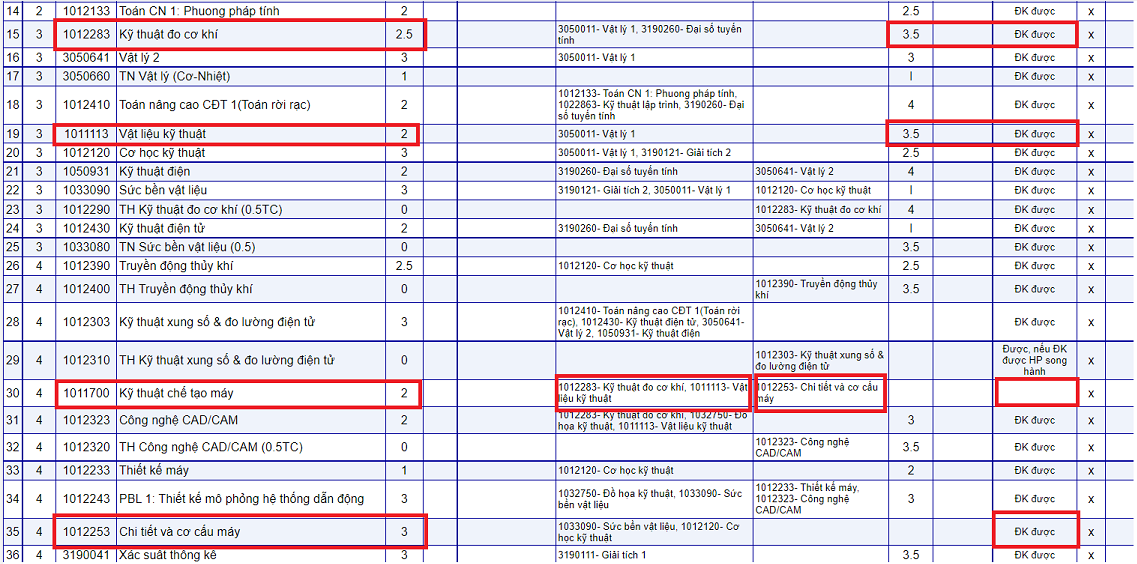 14 2 1012133 Toán CN 1: Phuong pháp tính 2 2.5 ĐK được x
15 3 1012283 Kỹ thuật đo cơ khí 2.5 3050011- Vật lý 1, 3190260- Đại số tuyến tính 3.5 ĐK được x
16 3 3050641 Vật lý 2 3 3050011- Vật lý 1 3 ĐK được x
17 3 3050660 TN Vật lý (Cơ-Nhiệt) 1 I ĐK được x
18 3 1012410 Toán nâng cao CĐT 1(Toán rời rạc) 2 1012133- Toán CN 1: Phuong pháp tính, 1022863- Kỹ thuật lập trình, 3190260- Đại số tuyến tính 4 ĐK được x
19 3 1011113 Vật liệu kỹ thuật 2 3050011- Vật lý 1 3.5 ĐK được x
20 3 1012120 Cơ học kỹ thuật 3 3050011- Vật lý 1, 3190121- Giải tích 2 2.5 ĐK được x
21 3 1050931 Kỹ thuật điện 2 3190260- Đại số tuyến tính 3050641- Vật lý 2 4 ĐK được x
22 3 1033090 Sức bền vật liệu 3 3190121- Giải tích 2, 3050011- Vật lý 1 1012120- Cơ học kỹ thuật I ĐK được x
23 3 1012290 TH Kỹ thuật đo cơ khí (0.5TC) 0 1012283- Kỹ thuật đo cơ khí 4 ĐK được x
24 3 1012430 Kỹ thuật điện tử 2 3190260- Đại số tuyến tính 3050641- Vật lý 2 I ĐK được x
25 3 1033080 TN Sức bền vật liệu (0.5) 0 3.5 ĐK được x
26 4 1012390 Truyền động thủy khí 2.5 1012120- Cơ học kỹ thuật 2.5 ĐK được x
27 4 1012400 TH Truyền động thủy khí 0 1012390- Truyền động thủy khí 3.5 ĐK được x
28 4 1012303 Kỹ thuật xung số & đo lường điện tử 3 1012410- Toán nâng cao CĐT 1(Toán rời rạc), 1012430- Kỹ thuật điện tử, 3050641- Vật lý 2, 1050931- Kỹ thuật điện ĐK được x
29 4 1012310 TH Kỹ thuật xung số & đo lường điện tử 0 1012303- Kỹ thuật xung số & đo lường điện tử Được, nếu ĐK được HP song hành x
30 4 1011700 Kỹ thuật chế tạo máy 2 1012283- Kỹ thuật đo cơ khí, 1011113- Vật liệu kỹ thuật 1012253- Chi tiết và cơ cấu máy x
31 4 1012323 Công nghệ CAD/CAM 2 1012283- Kỹ thuật đo cơ khí, 1032750- Đồ họa kỹ thuật, 1011113- Vật liệu kỹ thuật 3 ĐK được x
32 4 1012320 TH Công nghệ CAD/CAM (0.5TC) 0 1012323- Công nghệ CAD/CAM 3.5 ĐK được x
33 4 1012233 Thiết kế máy 1 1012120- Cơ học kỹ thuật 2 ĐK được x
34 4 1012243 PBL 1: Thiết kế mô phỏng hệ thống dẫn động 3 1032750- Đồ họa kỹ thuật, 1033090- Sức bền vật liệu 1012233- Thiết kế máy, 1012323- Công nghệ CAD/CAM 3 ĐK được x
35 4 1012253 Chi tiết và cơ cấu máy 3 1033090- Sức bền vật liệu, 1012120- Cơ học kỹ thuật ĐK được x
36 4 3190041 Xác suất thống kê 3 3190111- Giải tích 1 3.5 ĐK được x